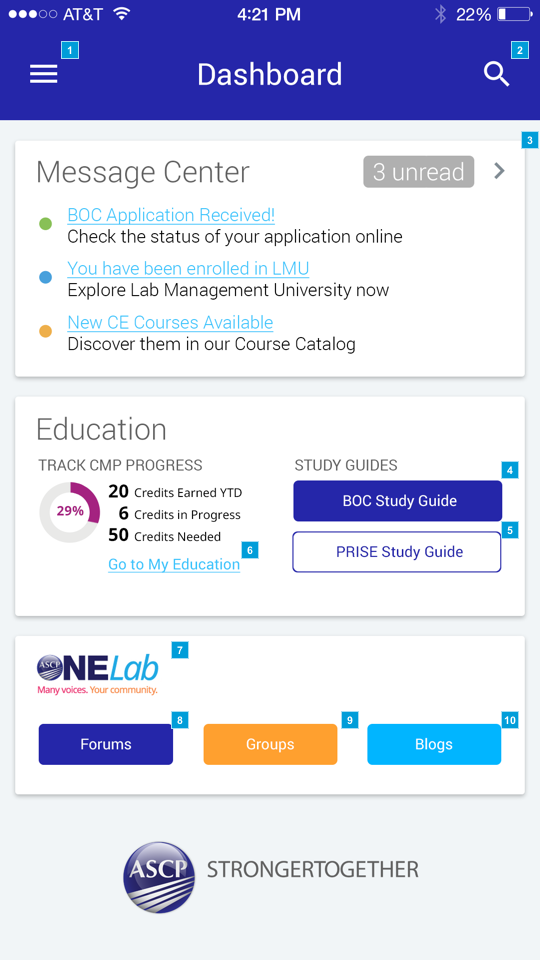 AT&T 4:21 PM 22%
1
2
Dashboard
3
Message Center 3 unread
BOC Application Received!
Check the status of your application online
You have been enrolled in LMU
Explore Lab Management University now
New CE Courses Available
Discover them in our Course Catalog
Education
TRACK CMP PROGRESS
29%
20 Credits Earned YTD
6 Credits in Progress
50 Credits Needed
6
Go to My Education
STUDY GUIDES
4
BOC Study Guide
5
PRISE Study Guide
7
ASCP ONELab
Many voices. Your community.
8
Forums
9
Groups
10
Blogs
ASCP STRONGERTOGETHER